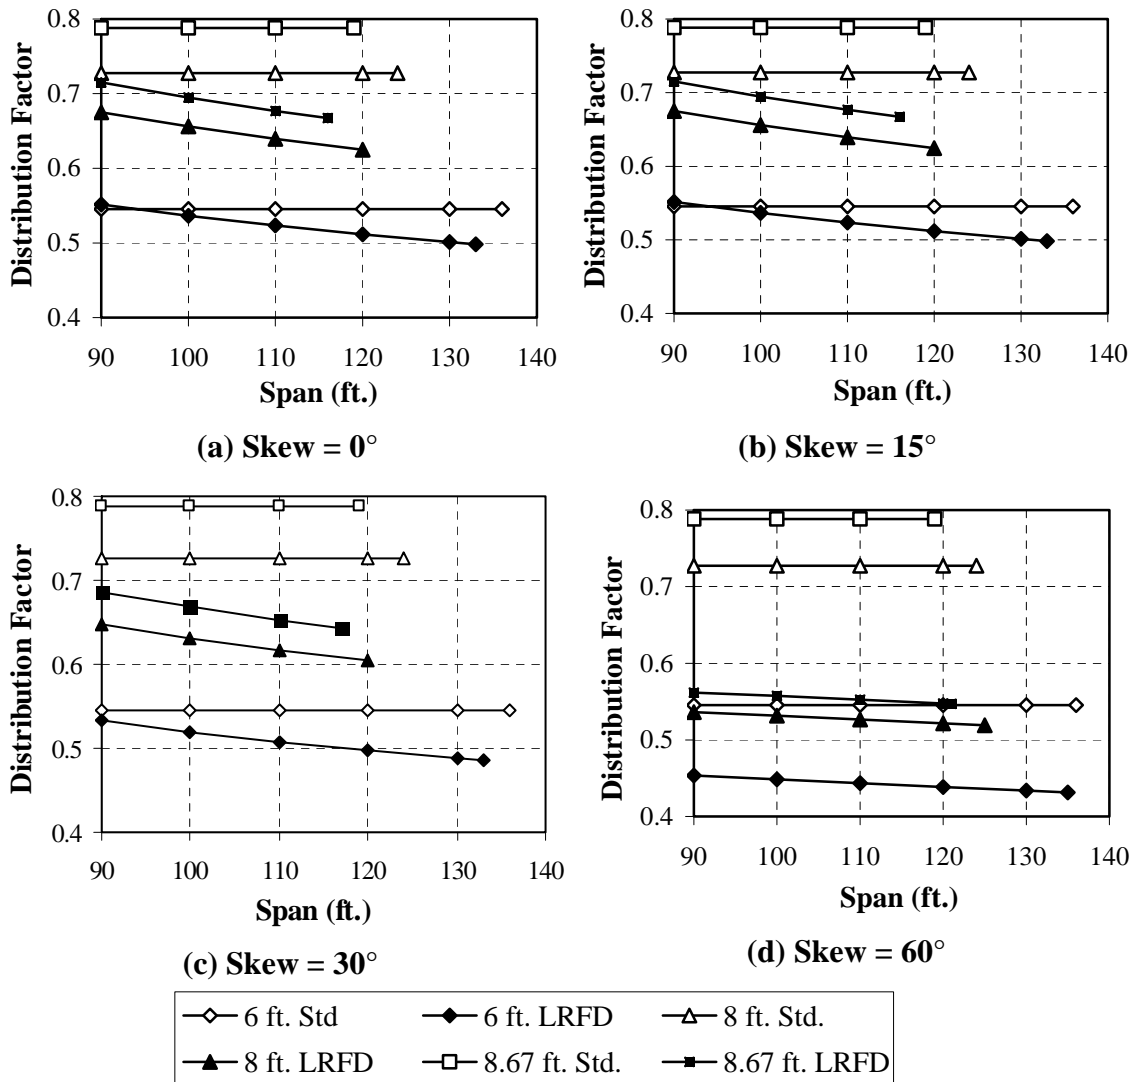 0.8
0.7
0.6
0.5
0.4
Distribution Factor
90 100 110 120 130 140
Span (ft.)
(a) Skew = 0°
0.8
0.7
0.6
0.5
0.4
Distribution Factor
90 100 110 120 130 140
Span (ft.)
(b) Skew = 15°
0.8
0.7
0.6
0.5
0.4
Distribution Factor
90 100 110 120 130 140
Span (ft.)
(c) Skew = 30°
0.8
0.7
0.6
0.5
0.4
Distribution Factor
90 100 110 120 130 140
Span (ft.)
(d) Skew = 60°
6 ft. Std 6 ft. LRFD 8 ft. Std.
8 ft. LRFD 8.67 ft. Std. 8.67 ft. LRFD